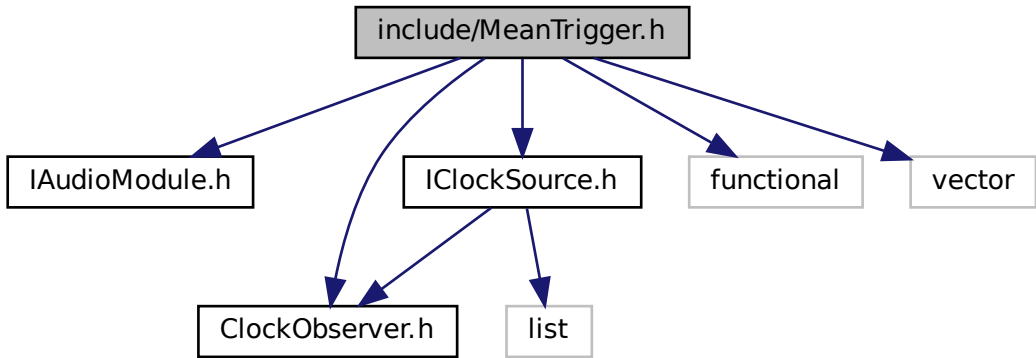 include/MeanTrigger.h
IAudioModule.h
IClockSource.h
functional
vector
ClockObserver.h
list